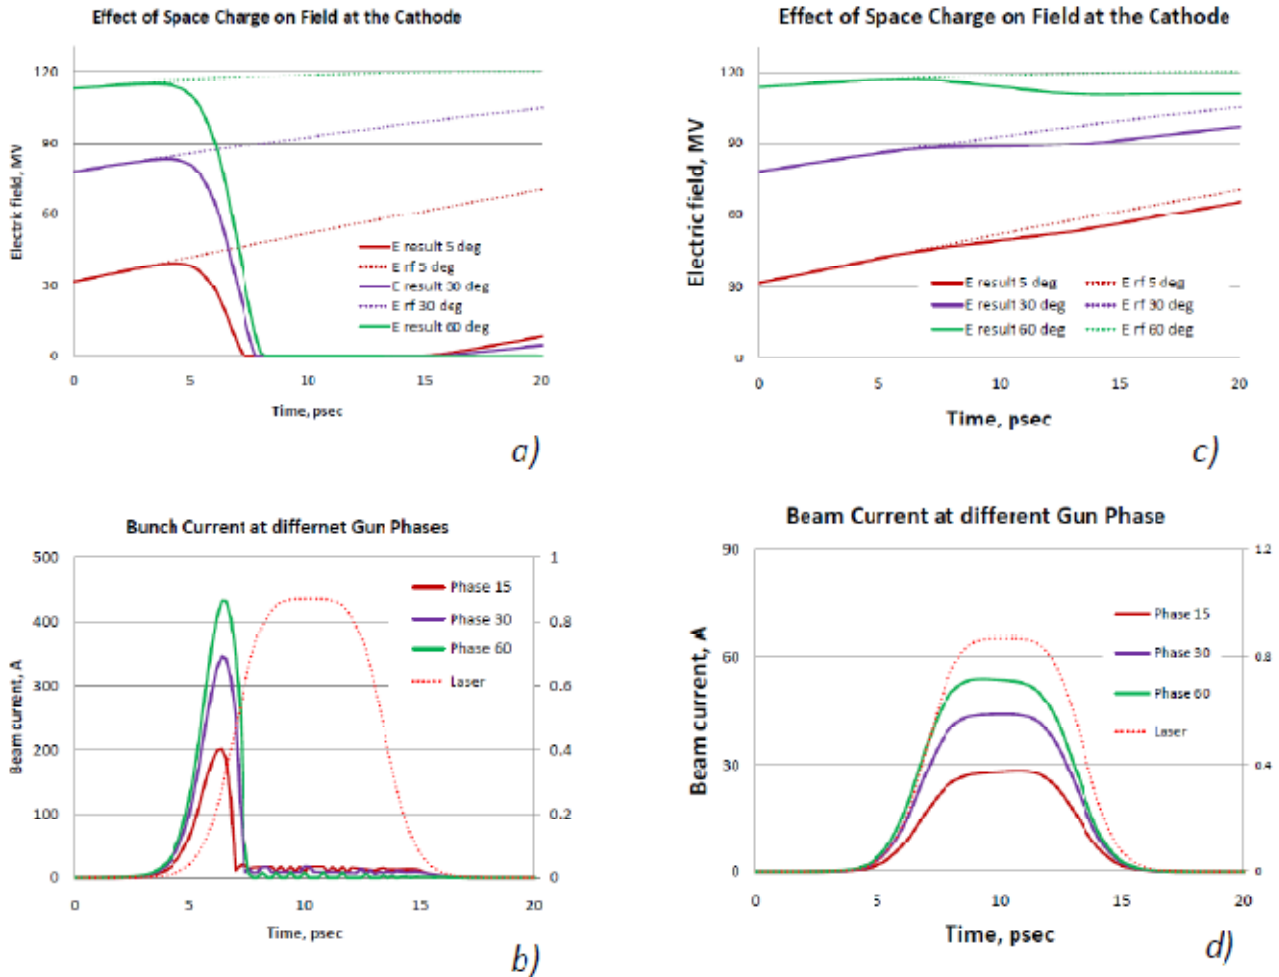 Effect of Space Charge on Field at the Cathode
Electric field, MV
120
90
60
30
0
E result 5 deg
E rf 5 deg
E result 30 deg
E rf 30 deg
E result 60 deg
0 5 10 15 20
Time, psec
a)
Effect of Space Charge on Field at the Cathode
Electric field, MV
120
90
60
30
0
E result 5 deg E rf 5 deg
E result 30 deg E rf 30 deg
E result 60 deg E rf 60 deg
0 5 10 15 20
Time, psec
c)
Bunch Current at differnet Gun Phases
Beam current, A
500
400
300
200
100
0
1
0.8
0.6
0.4
0.2
0
Phase 15
Phase 30
Phase 60
Laser
0 5 10 15 20
Time, psec
b)
Beam Current at different Gun Phase
Beam current, A
90
60
30
0
1.2
0.8
0.4
0
Phase 15
Phase 30
Phase 60
Laser
0 5 10 15 20
Time, psec
d)